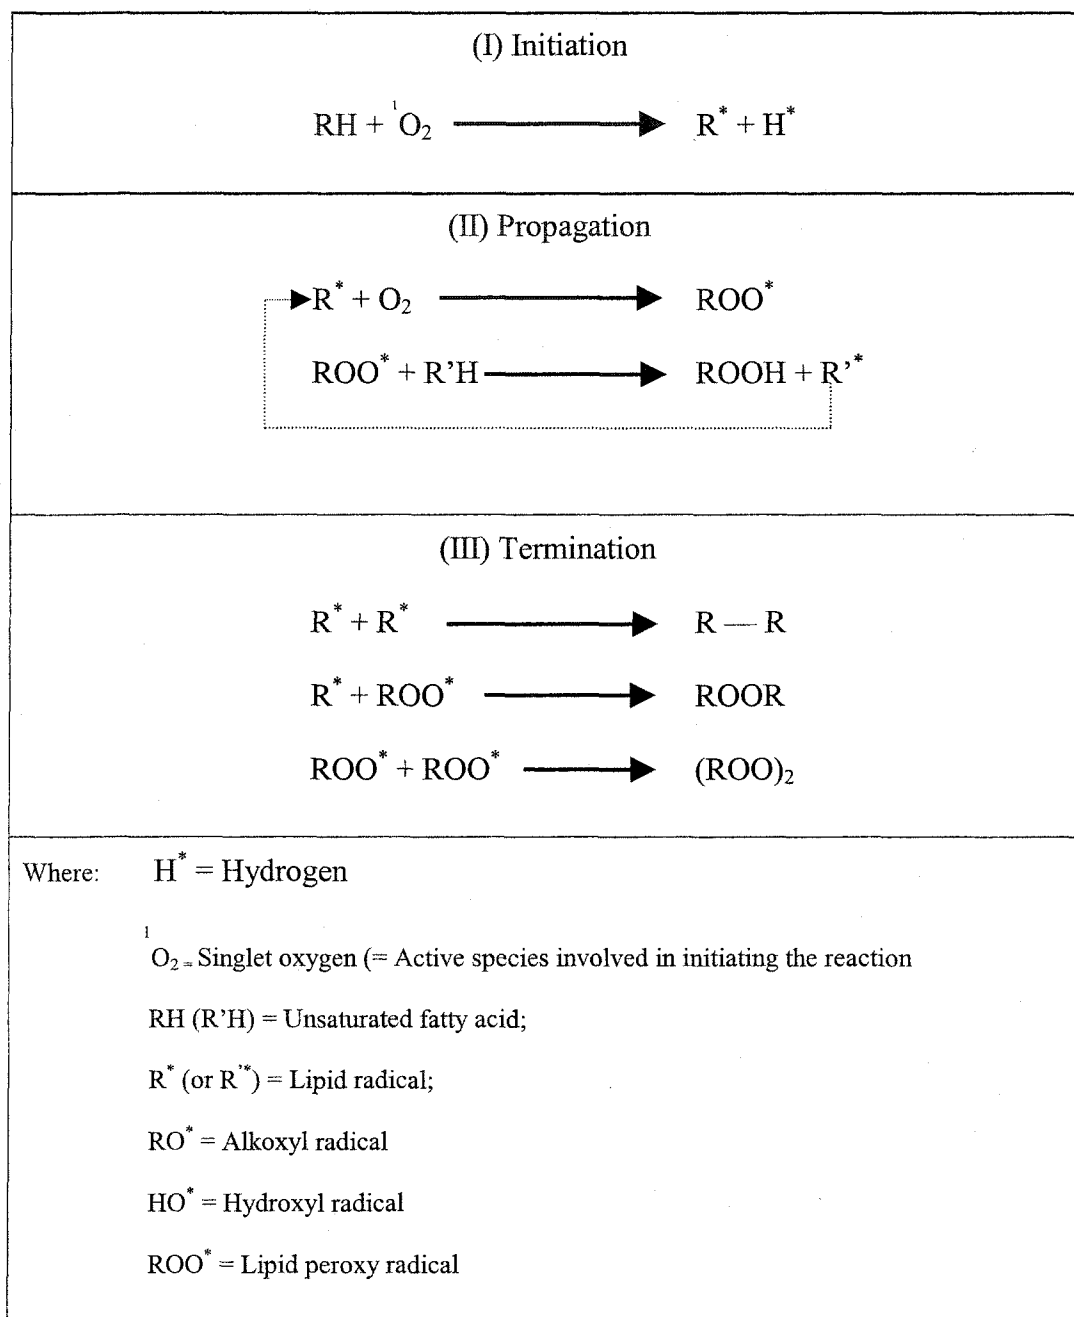 (I) Initiation
RH + ¹O₂ → R* + H*
(II) Propagation
R* + O₂ → ROO*
ROO* + R’H → ROOH + R’*
(III) Termination
R* + R* → R — R
R* + ROO* → ROOR
ROO* + ROO* → (ROO)₂
Where: H* = Hydrogen
¹O₂ = Singlet oxygen (= Active species involved in initiating the reaction
RH (R’H) = Unsaturated fatty acid;
R* (or R’*) = Lipid radical;
RO* = Alkoxyl radical
HO* = Hydroxyl radical
ROO* = Lipid peroxy radical